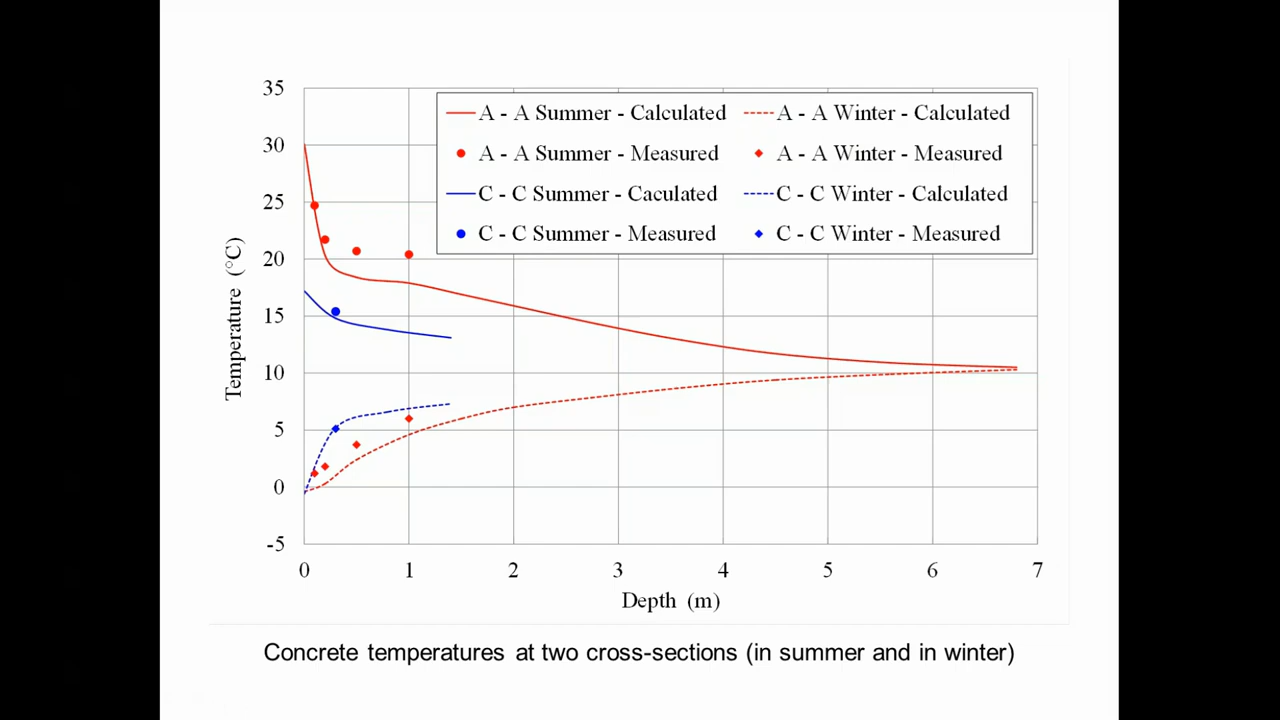 35
A - A Summer - Calculated
A - A Winter - Calculated
30
A - A Summer - Measured
A - A Winter - Measured
25
C - C Summer - Caculated
C - C Winter - Calculated
C - C Summer - Measured
C - C Winter - Measured
20
15
10
5
0
-5
Temperature (°C)
0 1 2 3 4 5 6 7
Depth (m)
Concrete temperatures at two cross-sections (in summer and in winter)